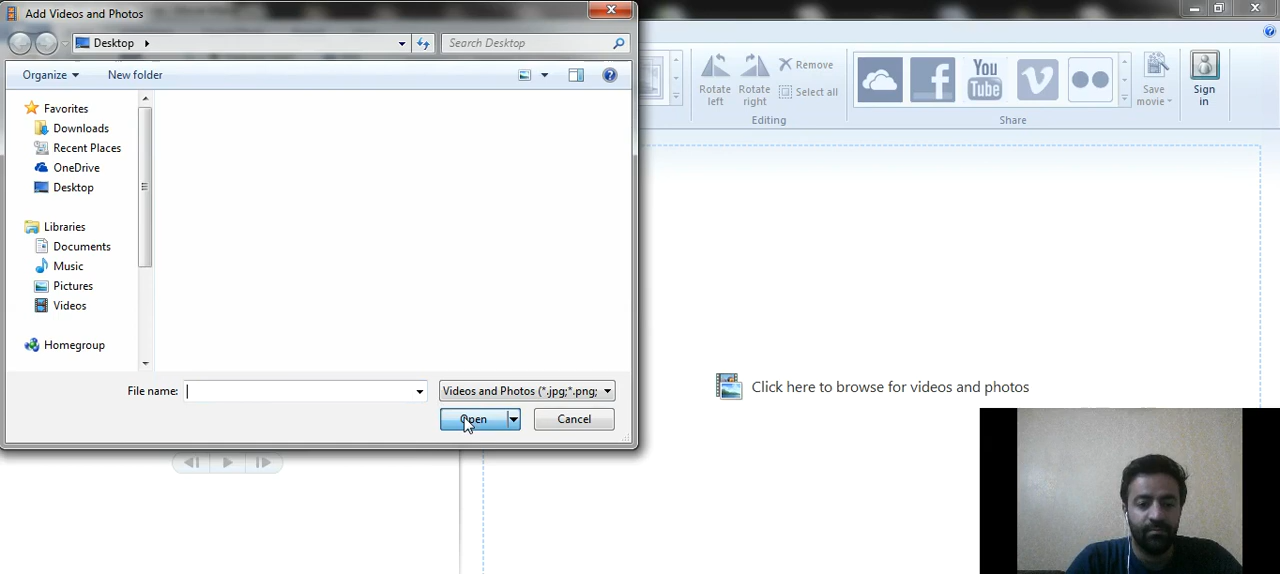 Add Videos and Photos
Desktop
Search Desktop
Organize
New folder
Favorites
Downloads
Recent Places
OneDrive
Desktop
Libraries
Documents
Music
Pictures
Videos
Homegroup
File name:
Videos and Photos (*.jpg;*.png;
Open
Cancel
Rotate left
Rotate right
Remove
Select all
Editing
You Tube
Share
Save movie
Sign in
Click here to browse for videos and photos